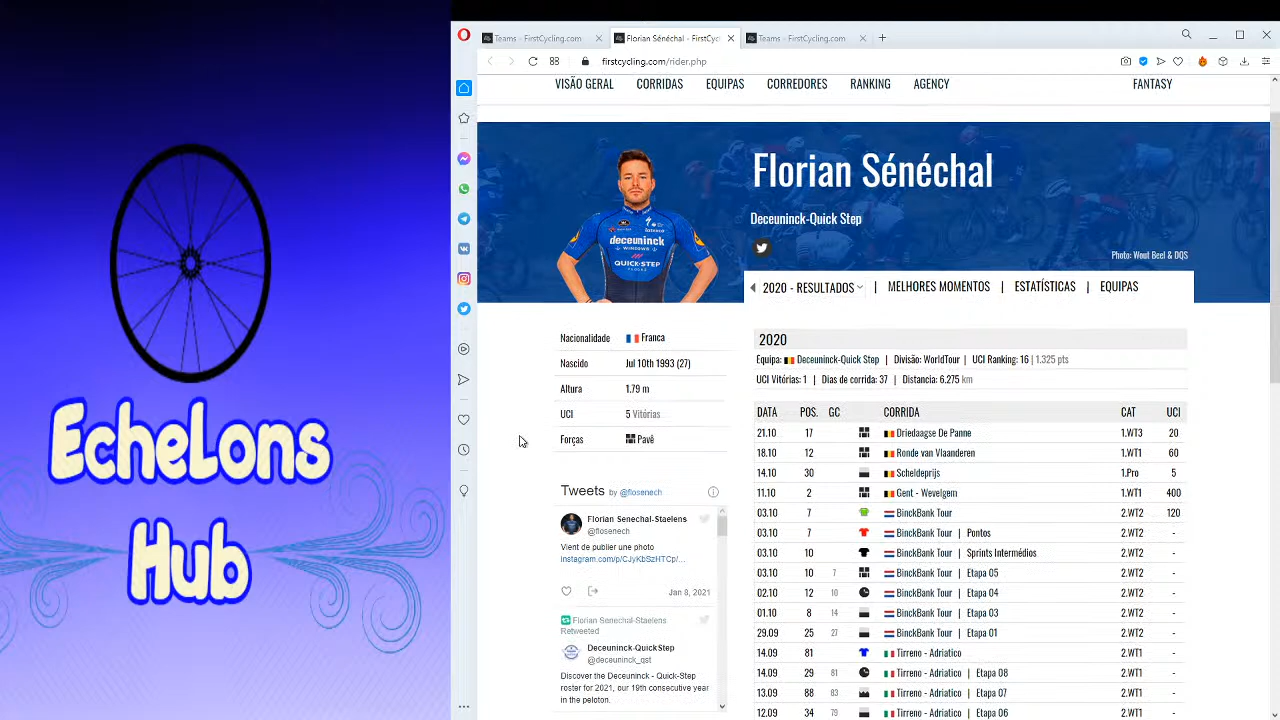 EcheLons
Hub
Teams - FirstCycling.com
Florian Sénéchal - FirstCyc
Teams - FirstCycling.com
firstcycling.com/rider.php
VISÃO GERAL CORRIDAS EQUIPAS CORREDORES RANKING AGENCY FANTASY
Florian Sénéchal
Deceuninck-Quick Step
Photo: Wout Beel & DQS
deceuninck
WINDOWS
QUICK-STEP
FLOORS
2020 - RESULTADOS | MELHORES MOMENTOS | ESTATÍSTICAS | EQUIPAS
Nacionalidade Franca
Nascido Jul 10th 1993 (27)
Altura 1.79 m
UCI 5 Vitórias
Forças Pavê
Tweets by @flosenech
Florian Senechal-Staelens
@flosenech
Vient de publier une photo
instagram.com/p/CJyKbSzHTCp/…
Jan 8, 2021
Florian Senechal-Staelens
Retweeted
Deceuninck-QuickStep
@deceuninck_qst
Discover the Deceuninck - Quick-Step
roster for 2021, our 19th consecutive year
in the peloton.
2020
Equipa: Deceuninck-Quick Step | Divisão: WorldTour | UCI Ranking: 16 | 1.325 pts
UCI Vitórias: 1 | Dias de corrida: 37 | Distancia: 6.275 km
DATA POS. GC CORRIDA CAT UCI
21.10 17 Driedaagse De Panne 1.WT3 20
18.10 12 Ronde van Vlaanderen 1.WT1 60
14.10 30 Scheldeprijs 1.Pro 5
11.10 2 Gent - Wevelgem 1.WT1 400
03.10 7 BinckBank Tour 2.WT2 120
03.10 7 BinckBank Tour | Pontos 2.WT2 -
03.10 10 BinckBank Tour | Sprints Intermédios 2.WT2 -
03.10 10 7 BinckBank Tour | Etapa 05 2.WT2 -
02.10 12 10 BinckBank Tour | Etapa 04 2.WT2 -
01.10 8 14 BinckBank Tour | Etapa 03 2.WT2 -
29.09 25 27 BinckBank Tour | Etapa 01 2.WT2 -
14.09 81 Tirreno - Adriatico 2.WT1 -
14.09 29 81 Tirreno - Adriatico | Etapa 08 2.WT1 -
13.09 88 83 Tirreno - Adriatico | Etapa 07 2.WT1 -
12.09 34 79 Tirreno - Adriatico | Etapa 06 2.WT1 -